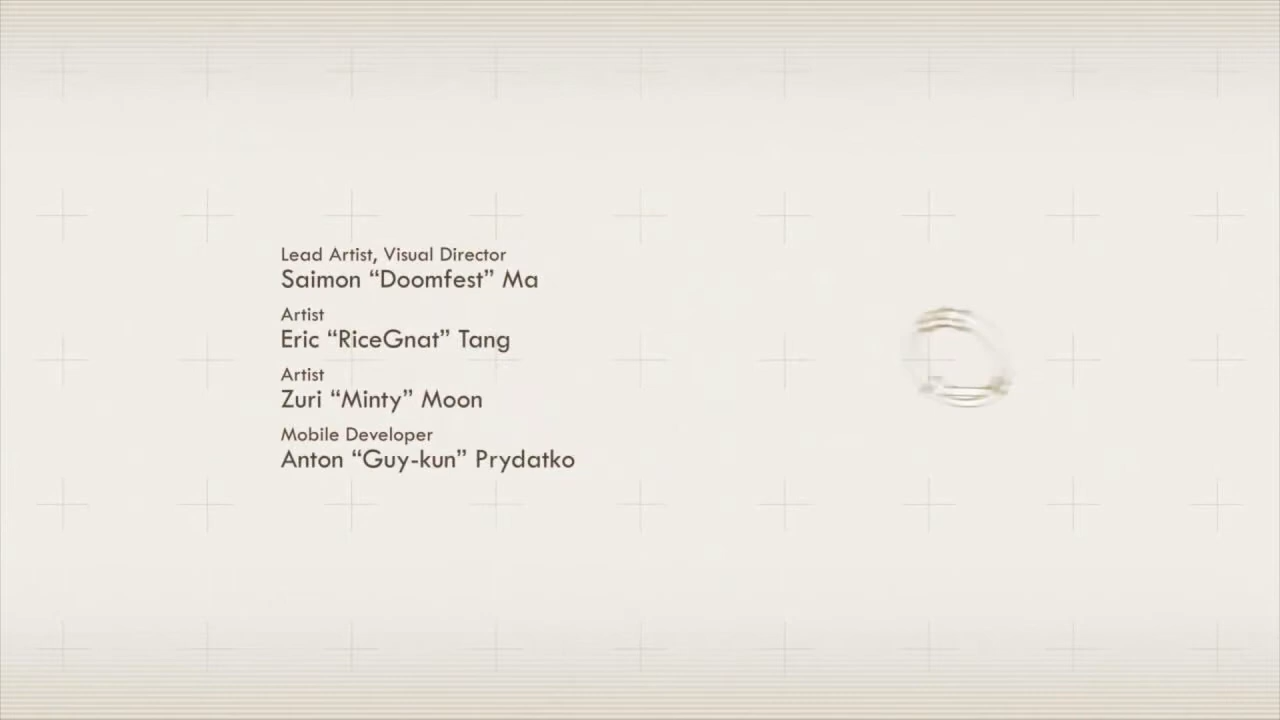 Lead Artist, Visual Director
Saimon “Doomfest” Ma
Artist
Eric “RiceGnat” Tang
Artist
Zuri “Minty” Moon
Mobile Developer
Anton “Guy-kun” Prydatko